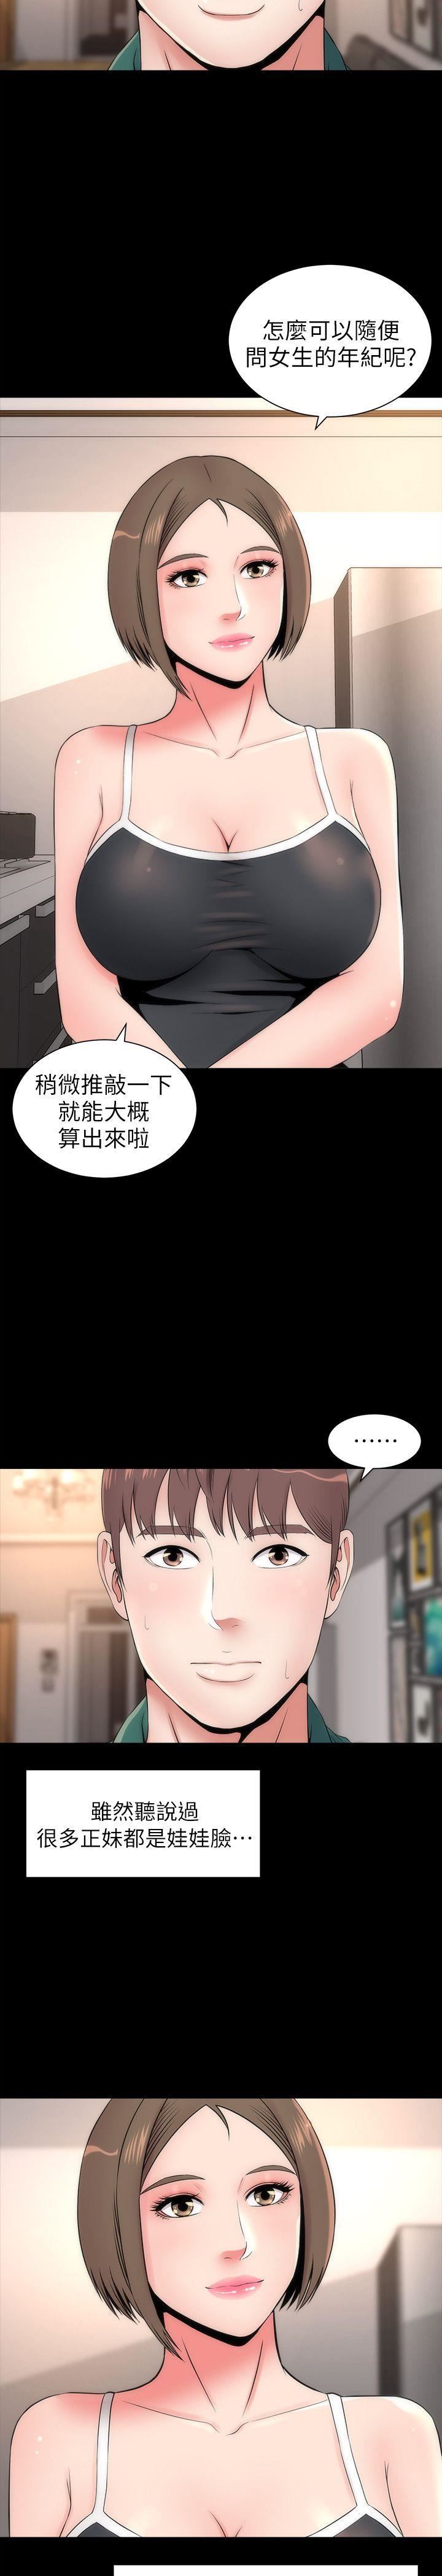 怎麼可以隨便
問女生的年紀呢?
稍微推敲一下
就能大概
算出來啦
……
雖然聽說過
很多正妹都是娃娃臉…